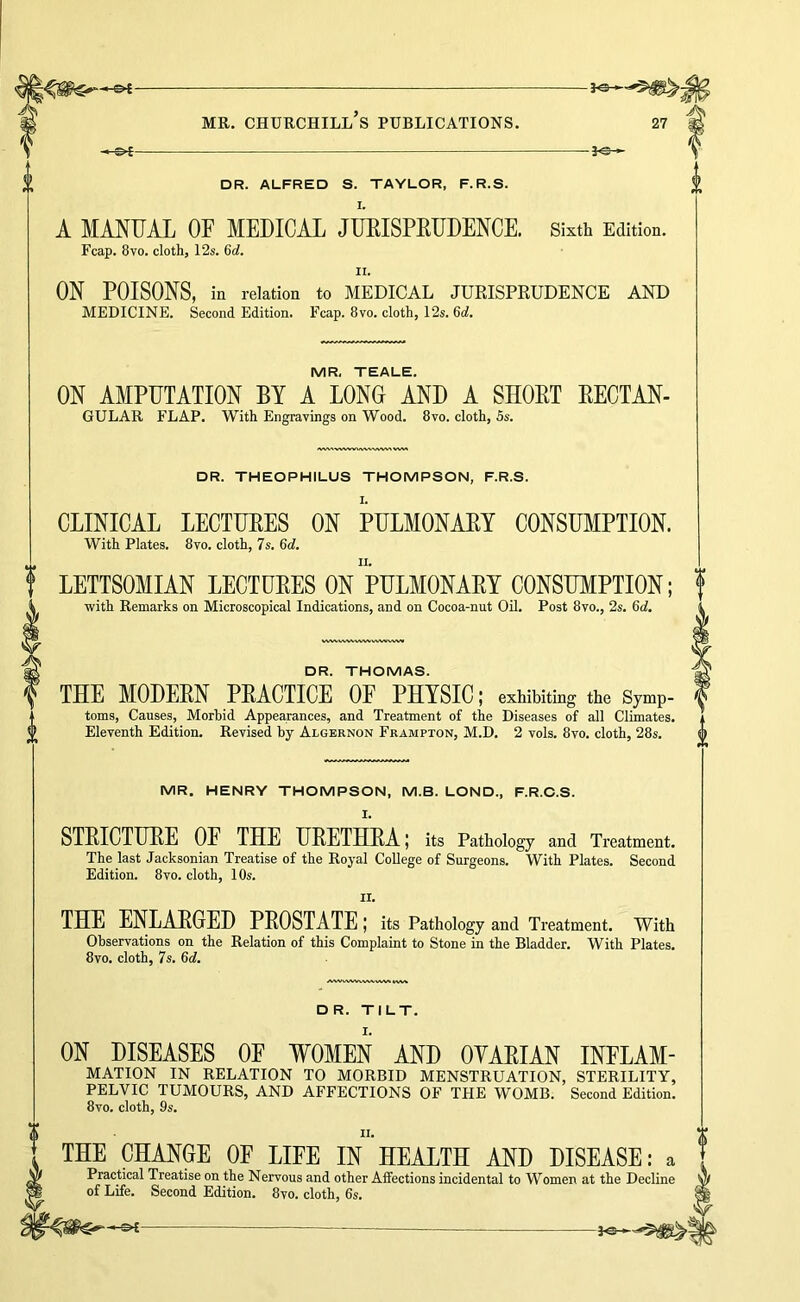 MR. CHURCHILL'S PUBLICATIONS. 27
DR. ALFRED S. TAYLOR, F.R.S.
I.
A MANUAL OF MEDICAL JURISPRUDENCE. Sixth Edition.
Fcap. 8vo. cloth, 12s. 6d.
II.
ON POISONS, in relation to MEDICAL JURISPRUDENCE AND
MEDICINE. Second Edition. Fcap. 8vo. cloth, 12s. 6d.
MR. TEALE.
ON AMPUTATION BY A LONG AND A SHORT RECTAN-
GULAR FLAP. With Engravings on Wood. 8vo. cloth, 5s.
DR. THEOPHILUS THOMPSON, F.R.S.
I.
CLINICAL LECTURES ON PULMONARY CONSUMPTION.
With Plates. 8vo. cloth, 7s. 6d.
II.
LETTSOMIAN LECTURES ON PULMONARY CONSUMPTION;
with Remarks on Microscopical Indications, and on Cocoa-nut Oil. Post 8vo., 2s. 6d.
DR. THOMAS.
THE MODERN PRACTICE OF PHYSIC; exhibiting the Symp-
toms, Causes, Morbid Appearances, and Treatment of the Diseases of all Climates.
Eleventh Edition. Revised by Algernon Frampton, M.D. 2 vols. 8vo. cloth, 28s.
MR. HENRY THOMPSON, M.B. LOND., F.R.C.S.
I.
STRICTURE OF THE URETHRA; its Pathology and Treatment.
The last Jacksonian Treatise of the Royal College of Surgeons. With Plates. Second
Edition. 8vo. cloth, 10s.
II.
THE ENLARGED PROSTATE; its Pathology and Treatment. With
Observations on the Relation of this Complaint to Stone in the Bladder. With Plates.
8vo. cloth, 7s. 6d.
DR. TILT.
I.
ON DISEASES OF WOMEN AND OVARIAN INFLAM-
MATION IN RELATION TO MORBID MENSTRUATION, STERILITY,
PELVIC TUMOURS, AND AFFECTIONS OF THE WOMB. Second Edition.
8vo. cloth, 9s.
II.
THE CHANGE OF LIFE IN HEALTH AND DISEASE: a
Practical Treatise on the Nervous and other Affections incidental to Women at the Decline
of Life. Second Edition. 8vo. cloth, 6s.